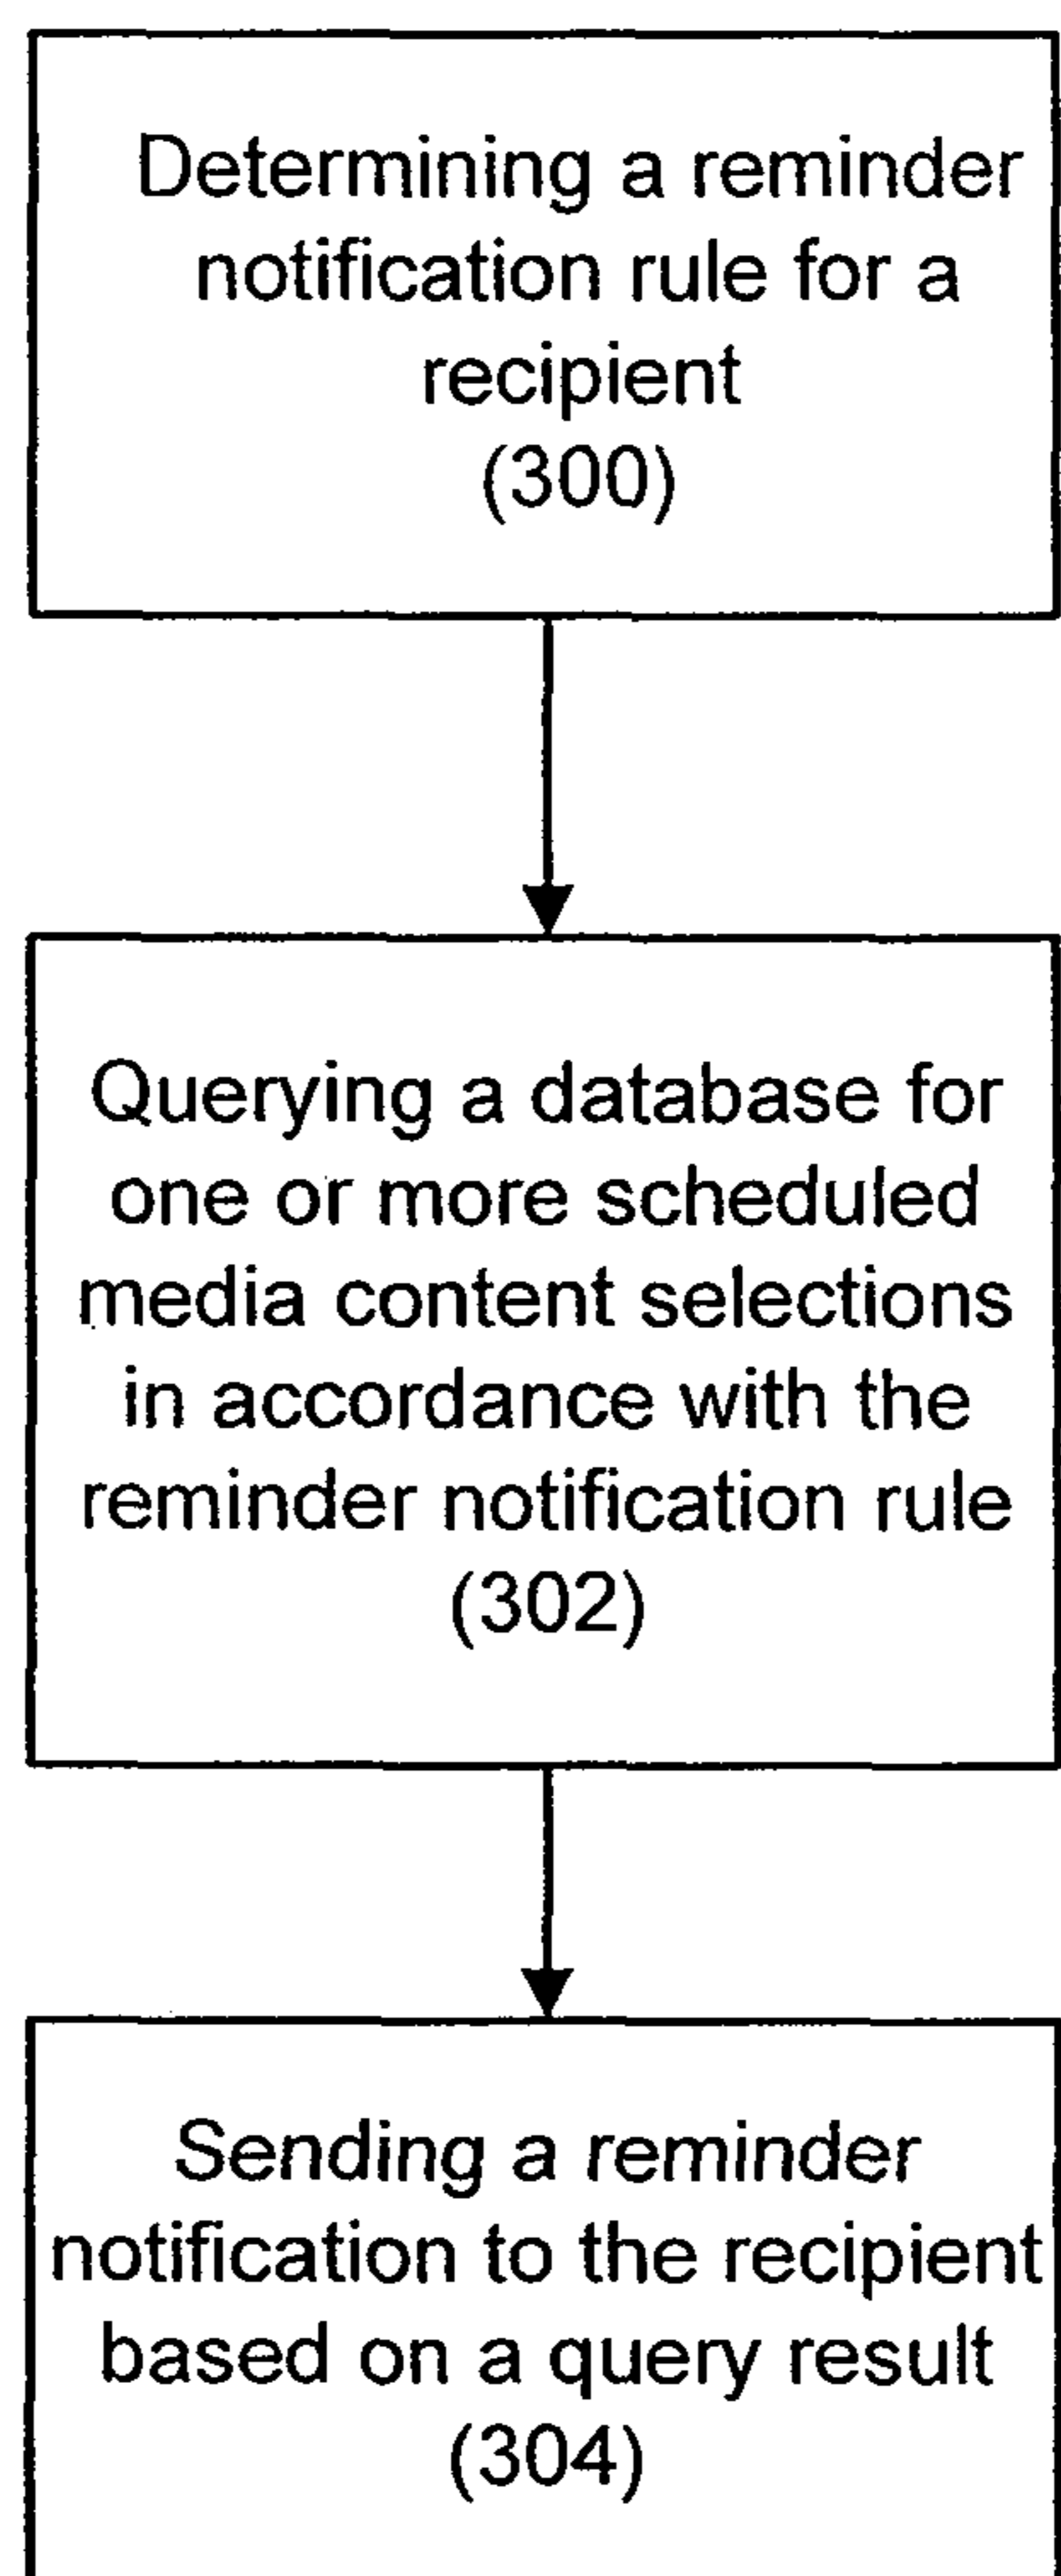 Determining a reminder
notification rule for a
recipient
(300)
Querying a database for
one or more scheduled
media content selections
in accordance with the
reminder notification rule
(302)
Sending a reminder
notification to the recipient
based on a query result
(304)